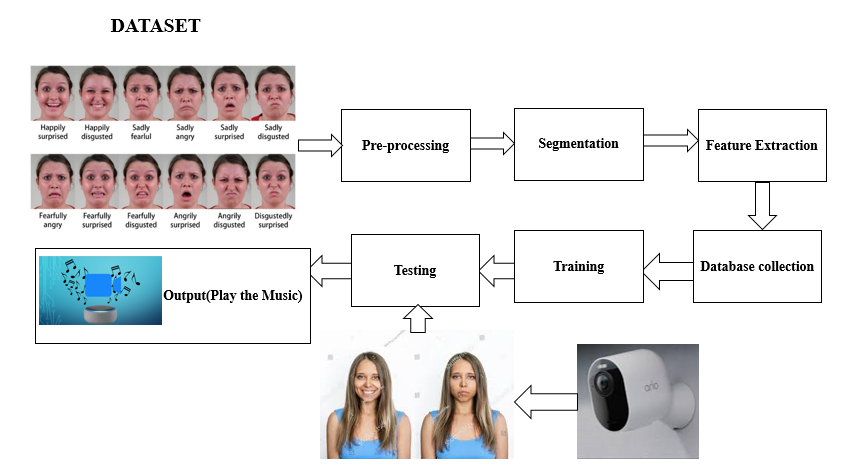 DATASET
Happily Happily Sadly Sadly Sadly Sadly
surprised disgusted fearful angry surprised disgusted
Fearfully Fearfully Fearfully Angrily Angrily Disgustedly
angry surprised disgusted surprised disgusted surprised
Pre-processing
Segmentation
Feature Extraction
Database collection
Training
Testing
Output(Play the Music)
arlo